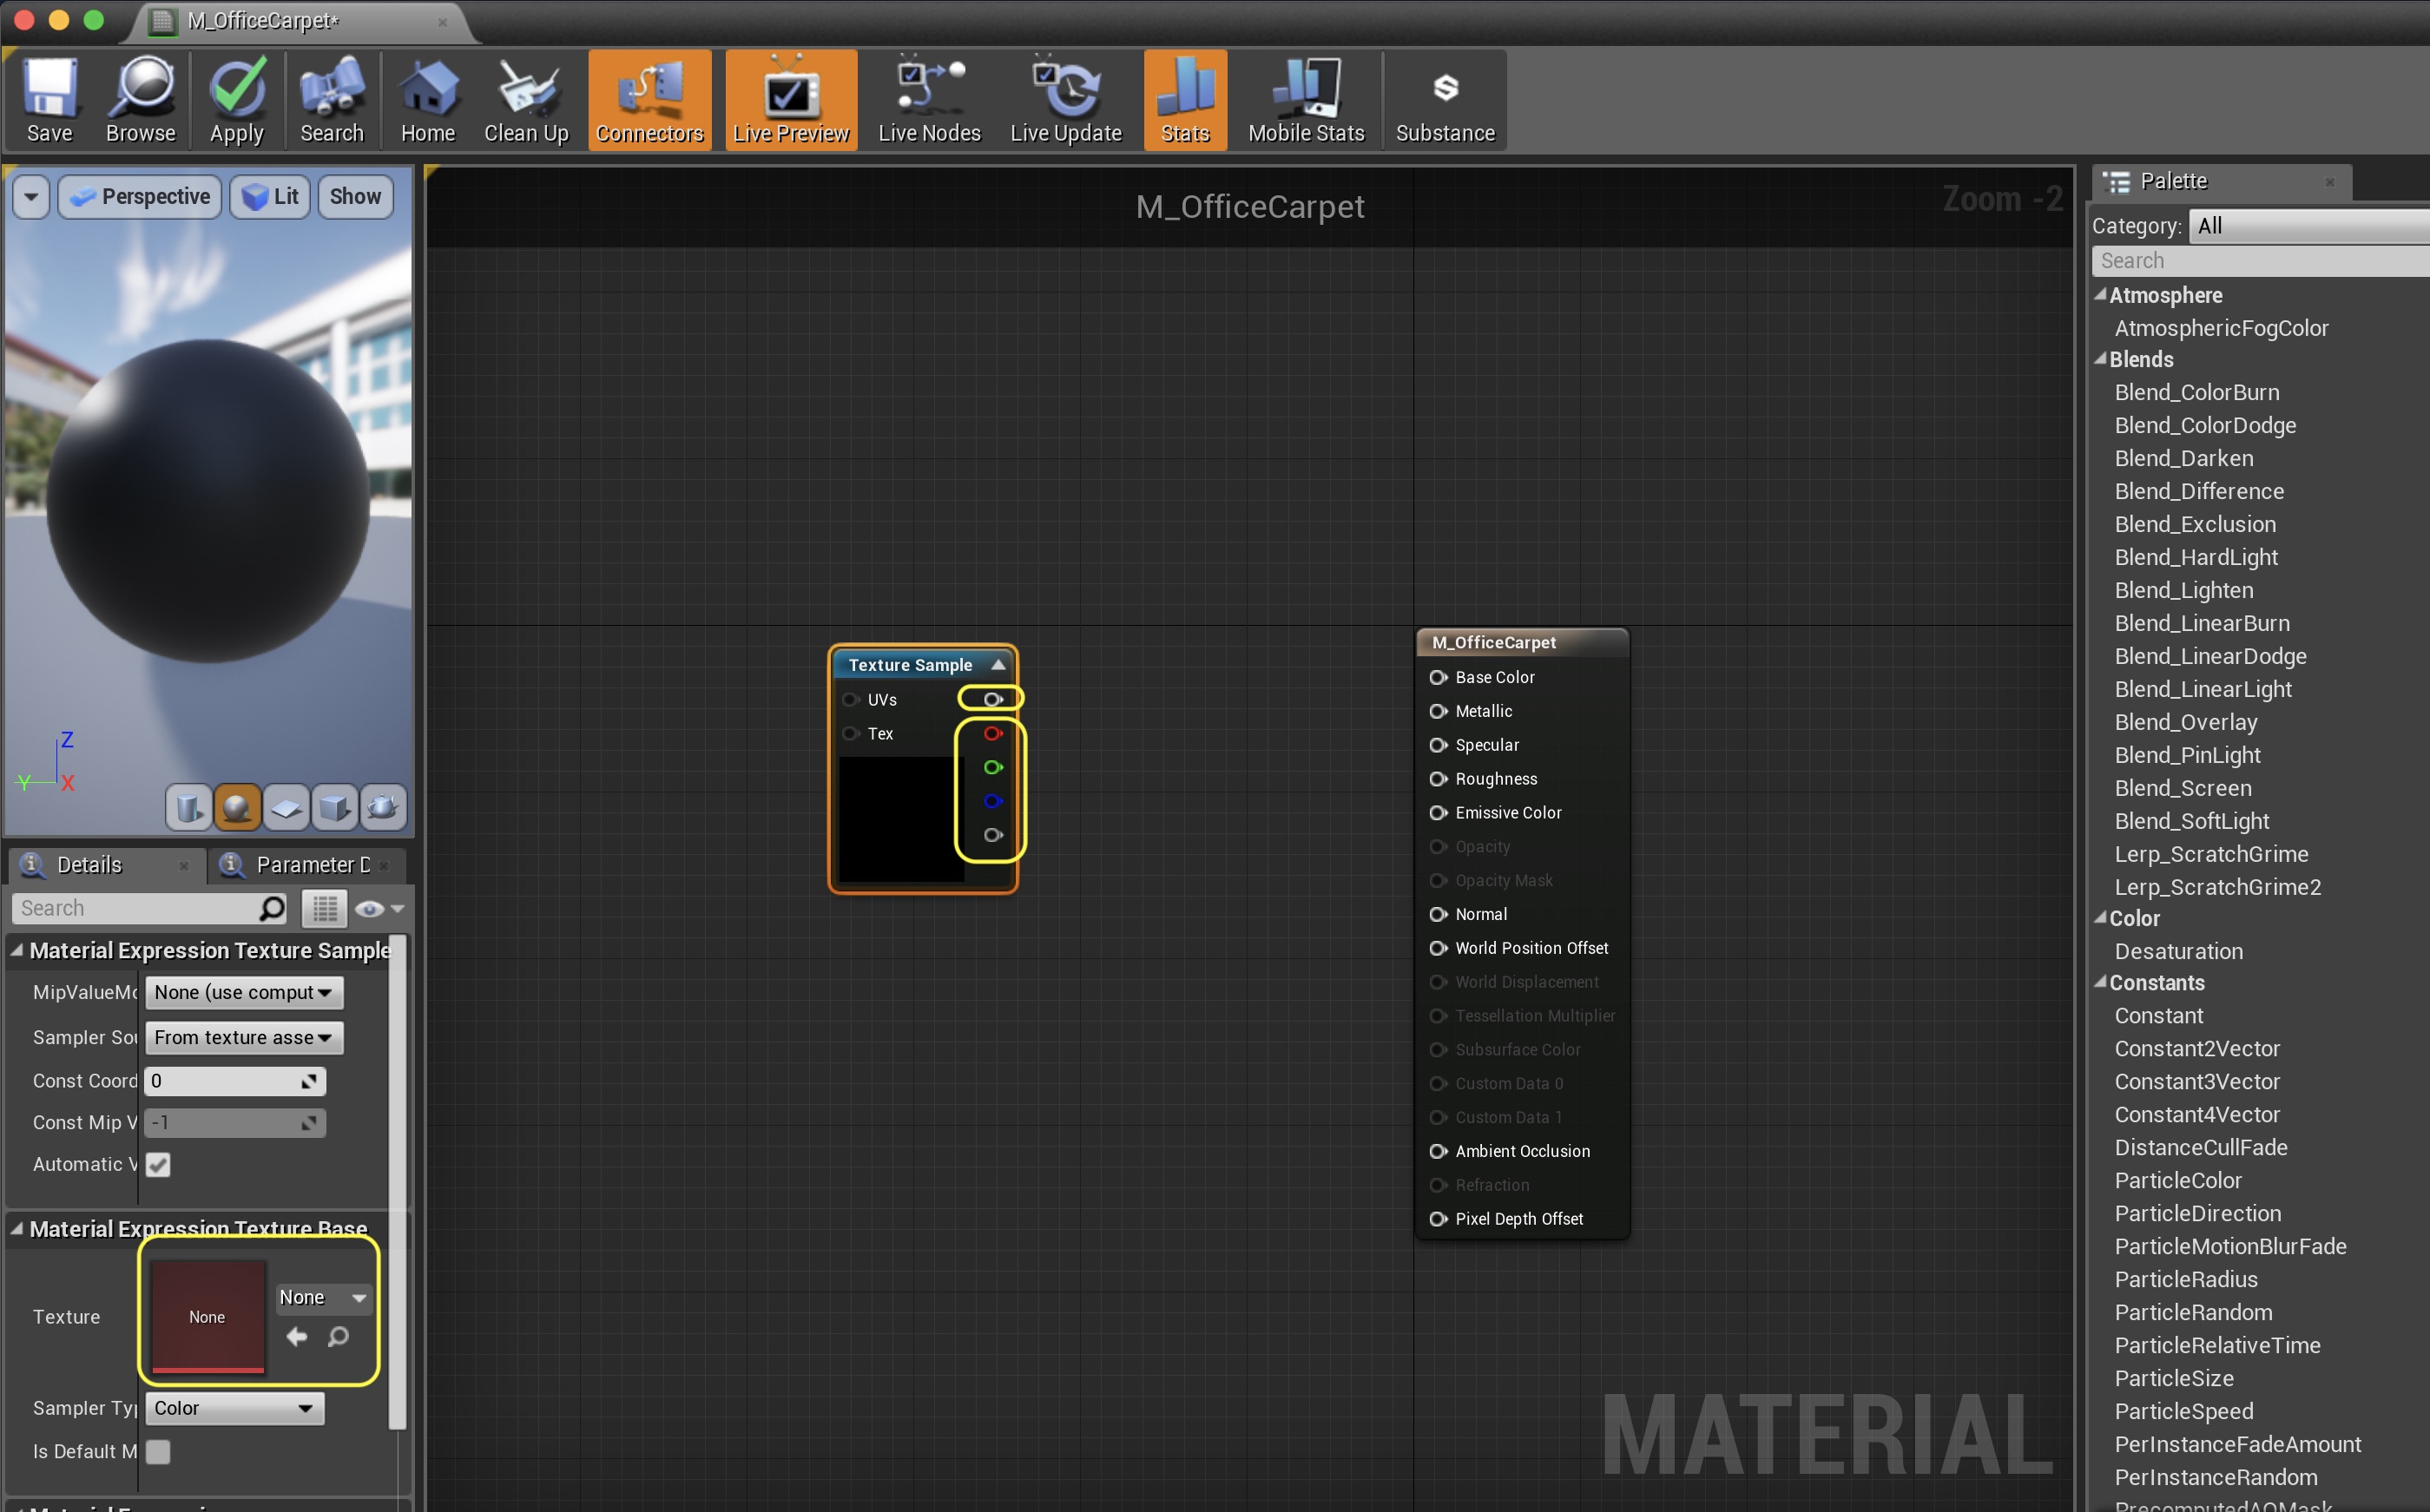 M_OfficeCarpet*
Save
Browse
Apply
Search
Home
Clean Up
Connectors
Live Preview
Live Nodes
Live Update
Stats
Mobile Stats
Substance
Perspective
Lit
Show
Z
Y
X
Details
Parameter D
Search
Material Expression Texture Sample
MipValueMo
None (use comput
Sampler Sou
From texture asse
Const Coord
0
Const Mip V
-1
Automatic V
Material Expression Texture Base
Texture
None
None
Sampler Typ
Color
Is Default M
M_OfficeCarpet
Zoom -2
Texture Sample
UVs
Tex
M_OfficeCarpet
Base Color
Metallic
Specular
Roughness
Emissive Color
Opacity
Opacity Mask
Normal
World Position Offset
World Displacement
Tessellation Multiplier
Subsurface Color
Custom Data 0
Custom Data 1
Ambient Occlusion
Refraction
Pixel Depth Offset
MATERIAL
Palette
Category: All
Search
Atmosphere
AtmosphericFogColor
Blends
Blend_ColorBurn
Blend_ColorDodge
Blend_Darken
Blend_Difference
Blend_Exclusion
Blend_HardLight
Blend_Lighten
Blend_LinearBurn
Blend_LinearDodge
Blend_LinearLight
Blend_Overlay
Blend_PinLight
Blend_Screen
Blend_SoftLight
Lerp_ScratchGrime
Lerp_ScratchGrime2
Color
Desaturation
Constants
Constant
Constant2Vector
Constant3Vector
Constant4Vector
DistanceCullFade
ParticleColor
ParticleDirection
ParticleMotionBlurFade
ParticleRadius
ParticleRandom
ParticleRelativeTime
ParticleSize
ParticleSpeed
PerInstanceFadeAmount
PerInstanceRandom
PrecomputedAOMask